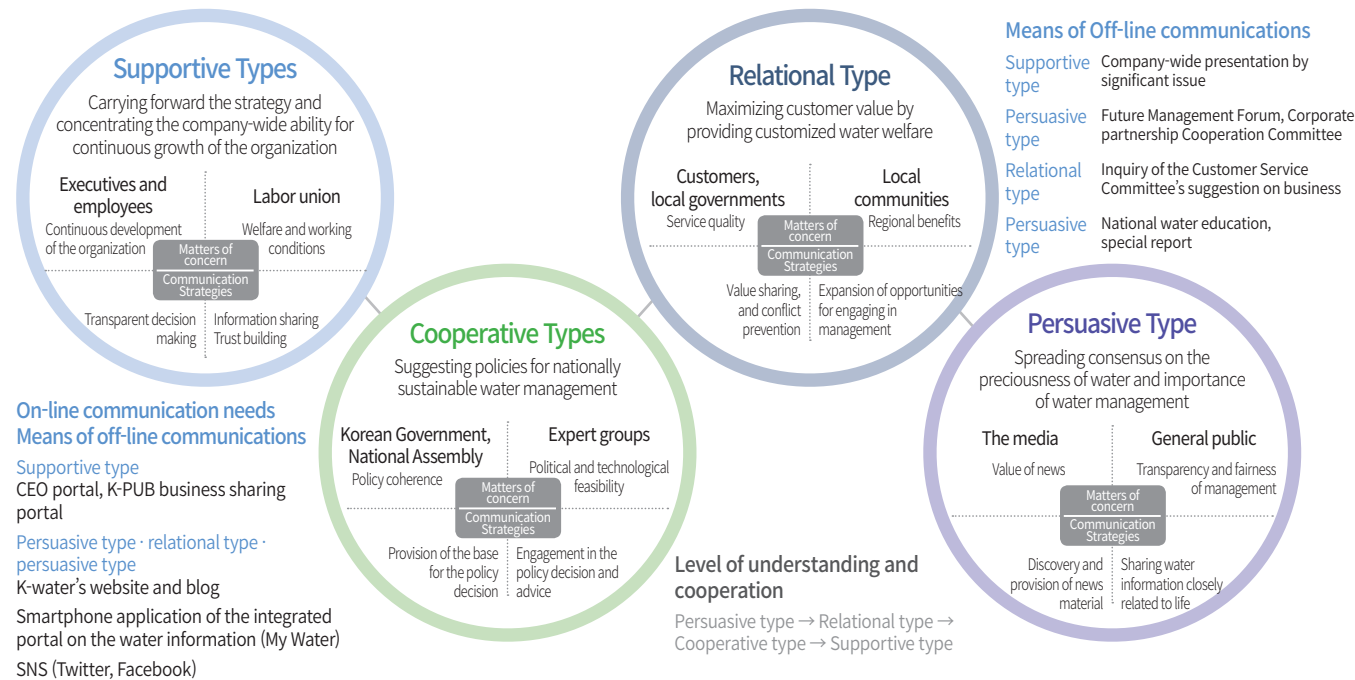 Supportive Types
Carrying forward the strategy and
concentrating the company-wide ability for
continuous growth of the organization
Executives and
employees
Continuous development
of the organization
Labor union
Welfare and working
conditions
Matters of
concern
Communication
Strategies
Transparent decision
making
Information sharing
Trust building
Cooperative Types
Suggesting policies for nationally
sustainable water management
Korean Government,
National Assembly
Policy coherence
Expert groups
Political and technological
feasibility
Matters of
concern
Communication
Strategies
Provision of the base
for the policy
decision
Engagement in the
policy decision and
advice
Relational Type
Maximizing customer value by
providing customized water welfare
Customers,
local governments
Service quality
Local
communities
Regional benefits
Matters of
concern
Communication
Strategies
Value sharing,
and conflict
prevention
Expansion of opportunities
for engaging in
management
Persuasive Type
Spreading consensus on the
preciousness of water and importance
of water management
The media
Value of news
General public
Transparency and fairness
of management
Matters of
concern
Communication
Strategies
Discovery and
provision of news
material
Sharing water
information closely
related to life
Means of Off-line communications
Supportive
type
Company-wide presentation by
significant issue
Persuasive
type
Future Management Forum, Corporate
partnership Cooperation Committee
Relational
type
Inquiry of the Customer Service
Committee's suggestion on business
Persuasive
type
National water education,
special report
On-line communication needs
Means of off-line communications
Supportive type
CEO portal, K-PUB business sharing
portal
Persuasive type · relational type ·
persuasive type
K-water's website and blog
Smartphone application of the integrated
portal on the water information (My Water)
SNS (Twitter, Facebook)
Level of understanding and
cooperation
Persuasive type → Relational type →
Cooperative type → Supportive type